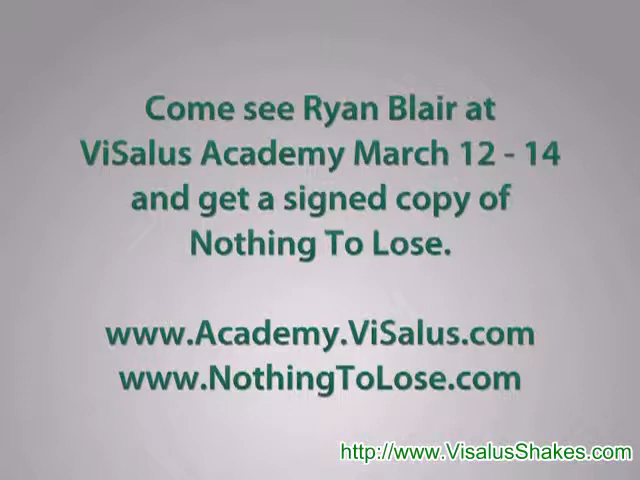 Come see Ryan Blair at
ViSalus Academy March 12 - 14
and get a signed copy of
Nothing To Lose.
www.Academy.ViSalus.com
www.NothingToLose.com
http://www.VisalusShakes.com